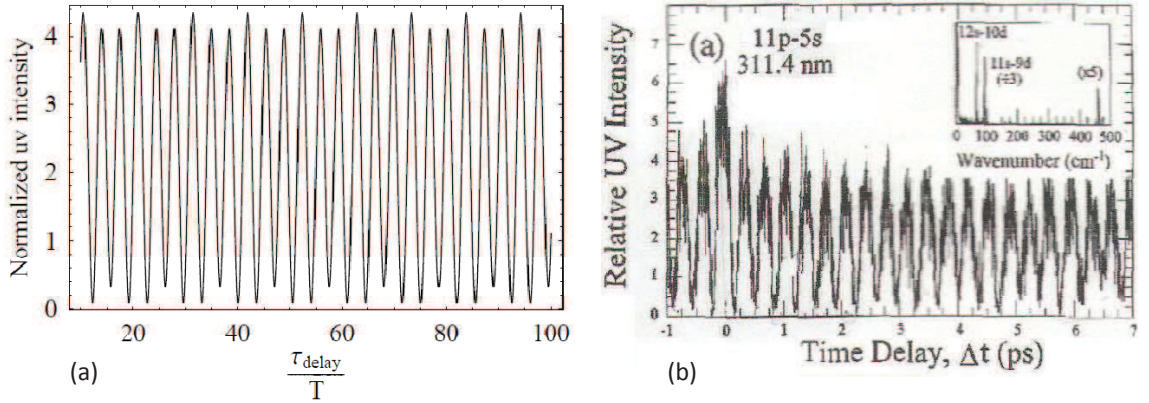 Normalized uv intensity
4
3
2
1
0
20
40
60
80
100
τdelay
T
(a)
Relative UV Intensity
7
6
5
4
3
2
1
0
-1
0
1
2
3
4
5
6
7
Time Delay, Δt (ps)
(b)
(a)
11p-5s
311.4 nm
12s-10d
11s-9d
(÷3)
(x5)
0
100
200
300
400
500
Wavenumber (cm⁻¹)